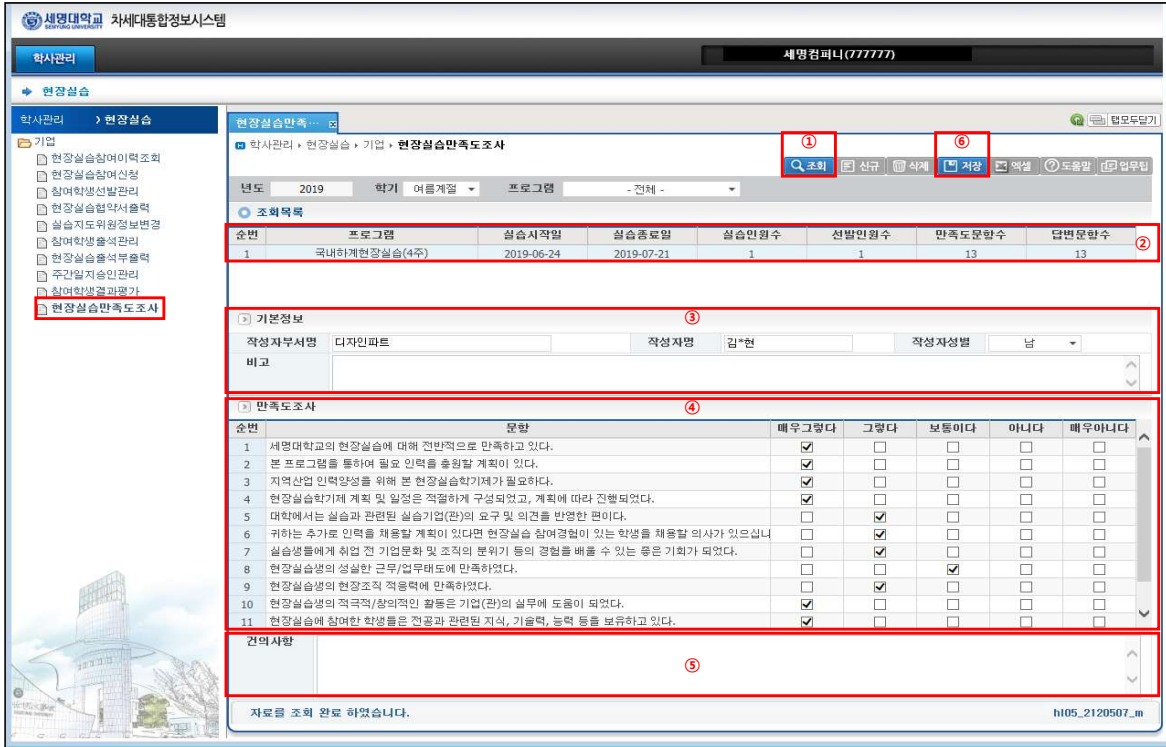 세명대학교 차세대통합정보시스템
SEMYUNG UNIVERSITY
학사관리
세명컴퍼니(777777)
현장실습
학사관리 > 현장실습
기업
현장실습참여이력조회
현장실습참여신청
참여학생선발관리
현장실습협약서출력
실습지도위원정보변경
참여학생출석관리
현장실습출석부출력
주간일지승인관리
참여학생결과평가
현장실습만족도조사
현장실습만족…
탭모두닫기
학사관리 › 현장실습 › 기업 › 현장실습만족도조사
① ⑥
조회 신규 삭제 저장 엑셀 도움말 업무팁
년도 2019 학기 여름계절 프로그램 - 전체 -
조회목록
순번 프로그램 실습시작일 실습종료일 실습인원수 선발인원수 만족도문항수 답변문항수
②
1 국내하계현장실습(4주) 2019-06-24 2019-07-21 1 1 13 13
기본정보 ③
작성자부서명 디자인파트 작성자명 김*현 작성자성별 남
비고
만족도조사 ④
순번 문항 매우그렇다 그렇다 보통이다 아니다 매우아니다
1 세명대학교의 현장실습에 대해 전반적으로 만족하고 있다.
2 본 프로그램을 통하여 필요 인력을 충원할 계획이 있다.
3 지역산업 인력양성을 위해 본 현장실습학기제가 필요하다.
4 현장실습학기제 계획 및 일정은 적절하게 구성되었고, 계획에 따라 진행되었다.
5 대학에서는 실습과 관련된 실습기업(관)의 요구 및 의견을 반영한 편이다.
6 귀하는 추가로 인력을 채용할 계획이 있다면 현장실습 참여경험이 있는 학생을 채용할 의사가 있으십니
7 실습생들에게 취업 전 기업문화 및 조직의 분위기 등의 경험을 배울 수 있는 좋은 기회가 되었다.
8 현장실습생의 성실한 근무/업무태도에 만족하였다.
9 현장실습생의 현장조직 적응력에 만족하였다.
10 현장실습생의 적극적/창의적인 활동은 기업(관)의 실무에 도움이 되었다.
11 현장실습에 참여한 학생들은 전공과 관련된 지식, 기술력, 능력 등을 보유하고 있다.
건의사항
⑤
자료를 조회 완료 하였습니다. hl05_2120507_m